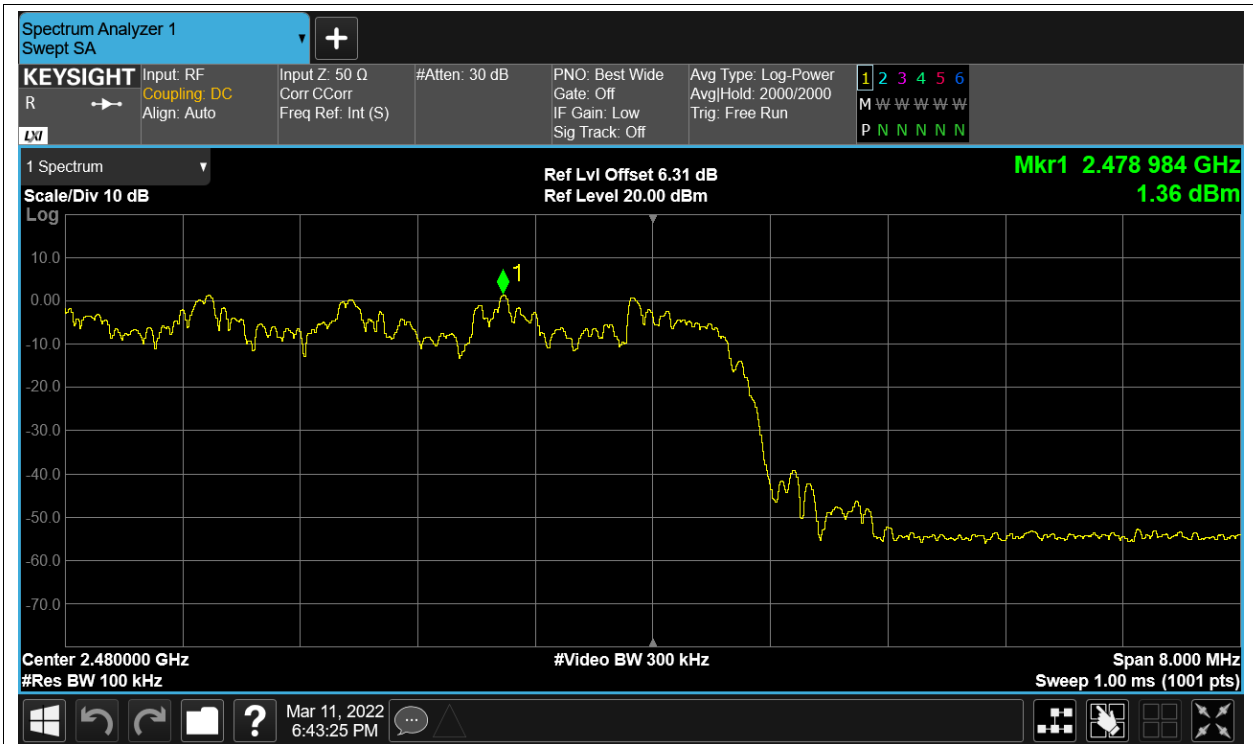 Spectrum Analyzer 1
Swept SA
KEYSIGHT Input: RF Input Z: 50 Ω #Atten: 30 dB PNO: Best Wide Avg Type: Log-Power 1 2 3 4 5 6
R Coupling: DC Corr CCorr Gate: Off Avg|Hold: 2000/2000 M W W W W W W
Align: Auto Freq Ref: Int (S) IF Gain: Low Trig: Free Run
LXI Sig Track: Off P N N N N N N
1 Spectrum Ref Lvl Offset 6.31 dB Mkr1 2.478 984 GHz
Scale/Div 10 dB Ref Level 20.00 dBm 1.36 dBm
Log
10.0
1
0.00
-10.0
-20.0
-30.0
-40.0
-50.0
-60.0
-70.0
Center 2.480000 GHz #Video BW 300 kHz Span 8.000 MHz
#Res BW 100 kHz Sweep 1.00 ms (1001 pts)
? Mar 11, 2022
6:43:25 PM